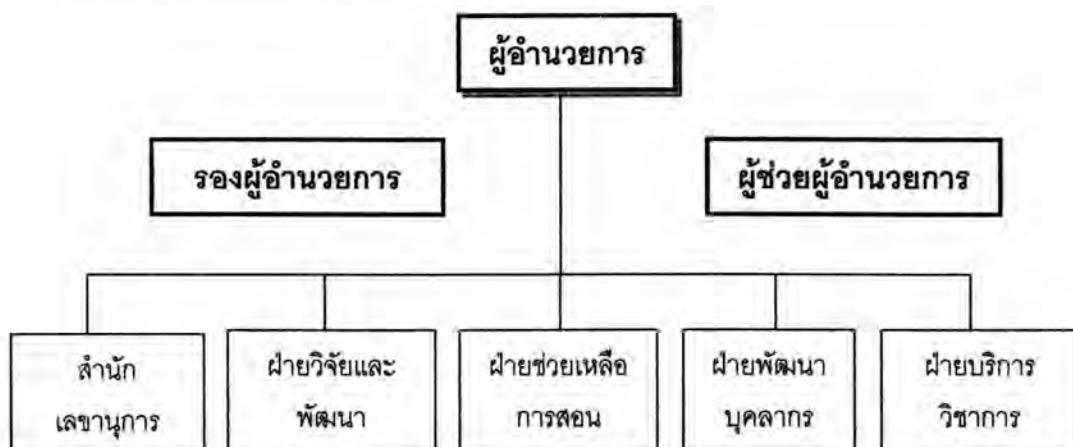 ผู้อำนวยการ
รองผู้อำนวยการ
ผู้ช่วยผู้อำนวยการ
สำนัก
เลขานุการ
ฝ่ายวิจัยและ
พัฒนา
ฝ่ายช่วยเหลือ
การสอน
ฝ่ายพัฒนา
บุคลากร
ฝ่ายบริการ
วิชาการ